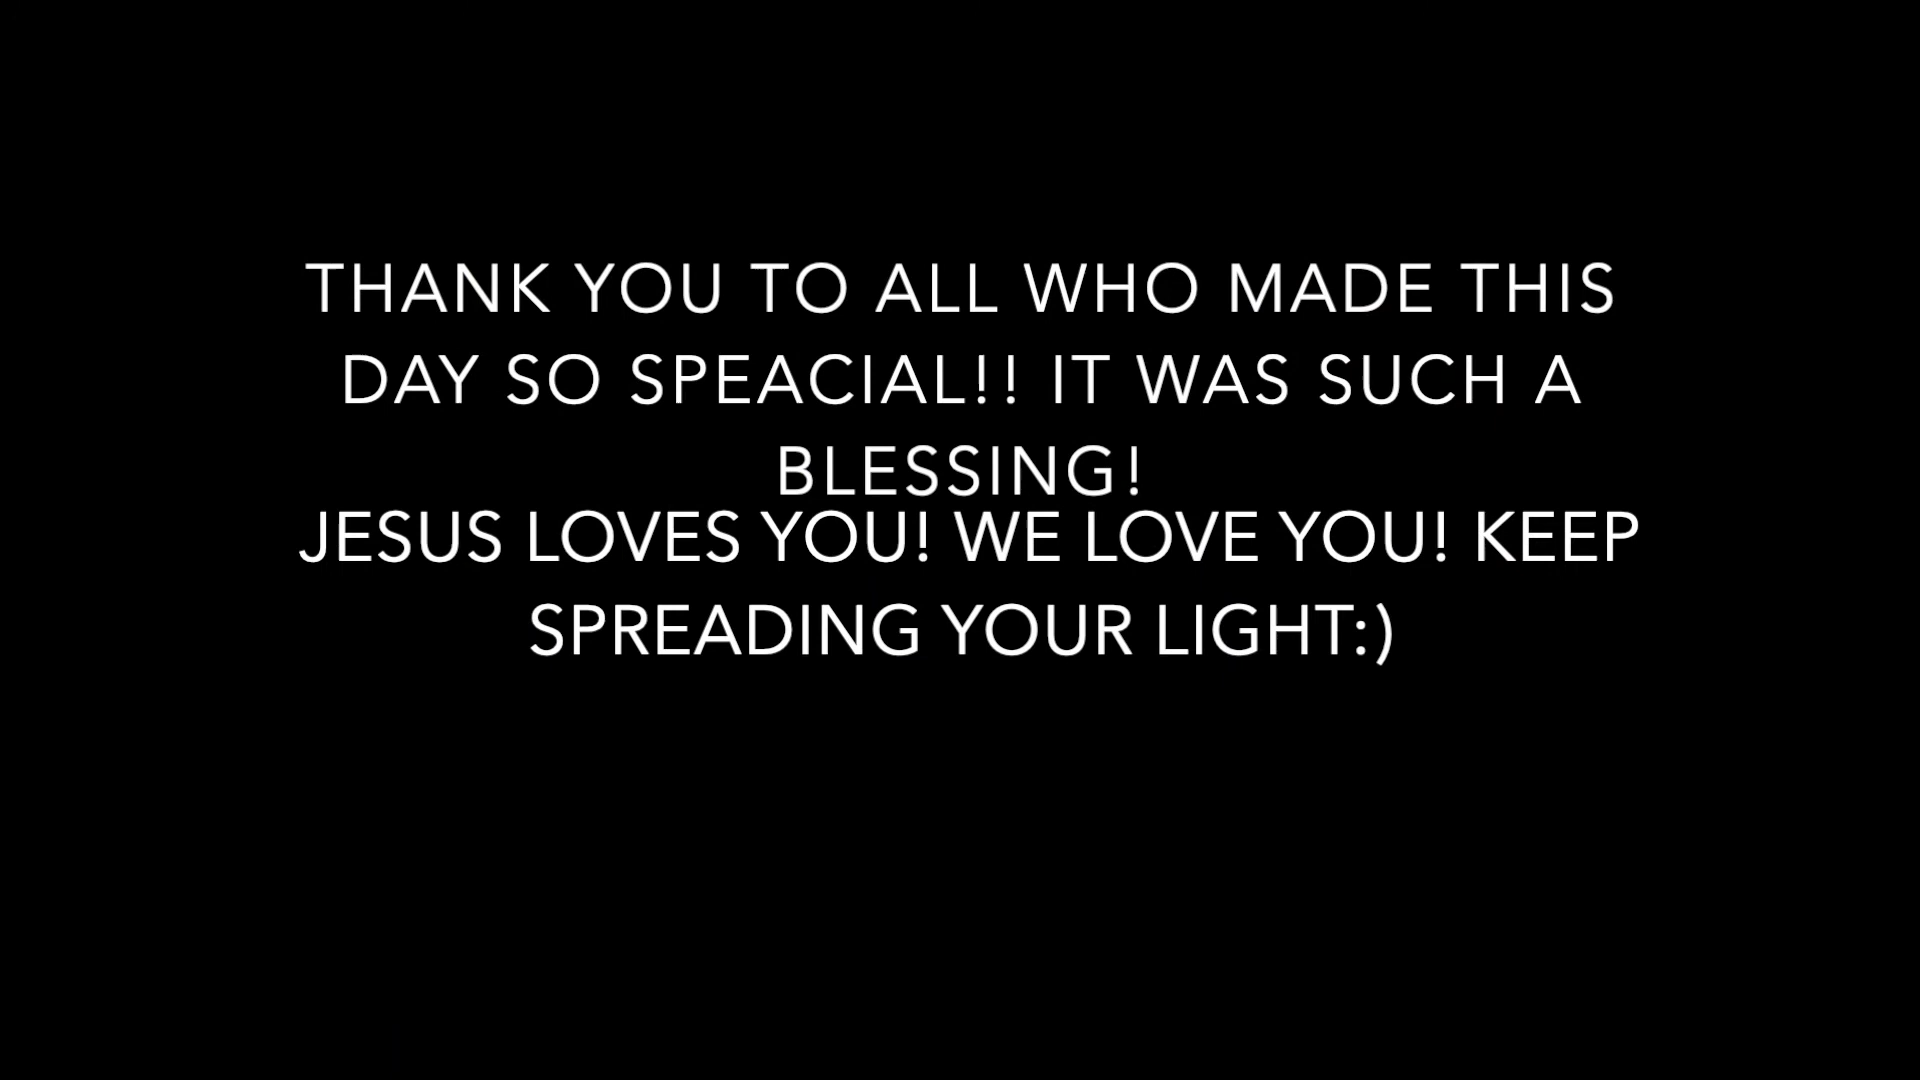 THANK YOU TO ALL WHO MADE THIS
DAY SO SPEACIAL!! IT WAS SUCH A
BLESSING!
JESUS LOVES YOU! WE LOVE YOU! KEEP
SPREADING YOUR LIGHT:)